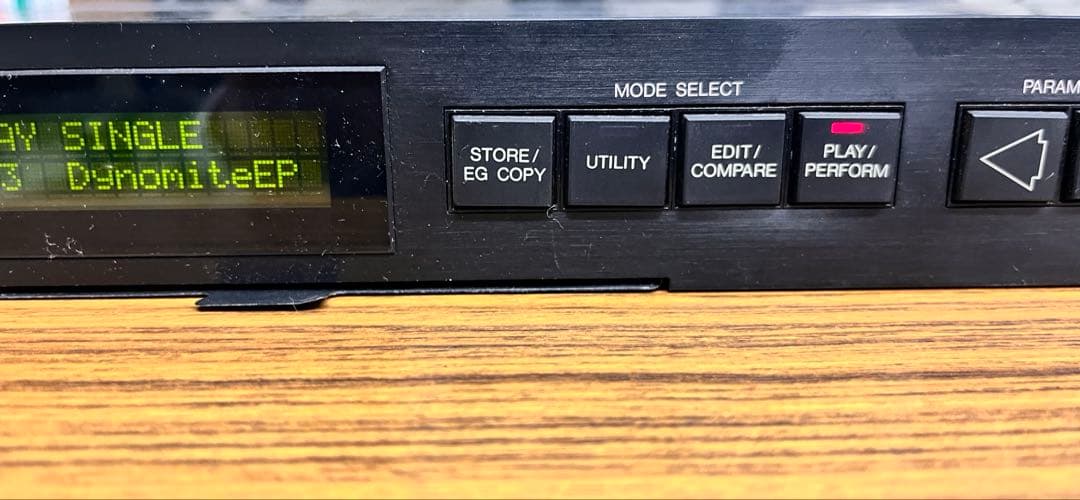 AY SINGLE
3 DynomiteEP
MODE SELECT
STORE/
EG COPY
UTILITY
EDIT/
COMPARE
PLAY/
PERFORM
PARAM